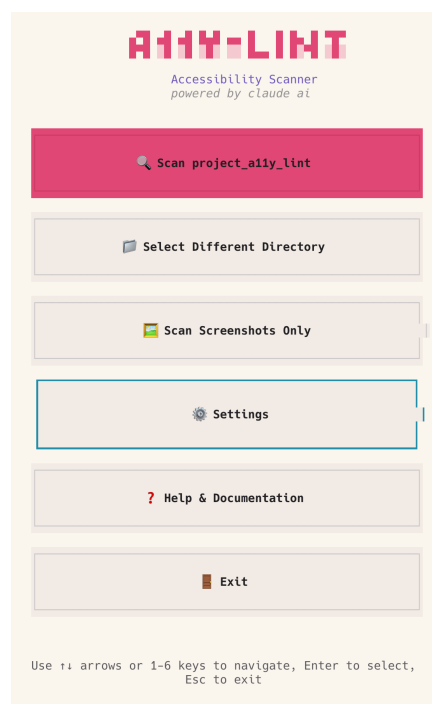 A11Y-LINT
Accessibility Scanner
powered by claude ai
Scan project_a11y_lint
Select Different Directory
Scan Screenshots Only
Settings
Help & Documentation
Exit
Use ↑↓ arrows or 1-6 keys to navigate, Enter to select,
Esc to exit